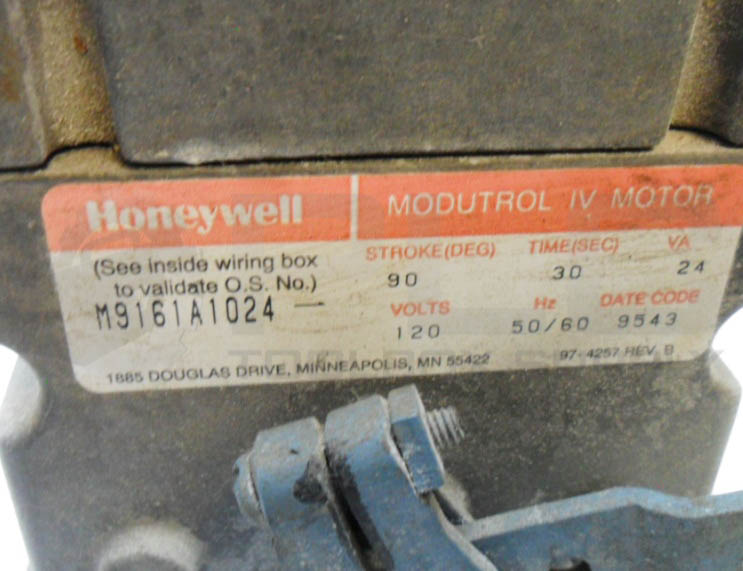 Honeywell
MODUTROL IV MOTOR
(See inside wiring box
to validate O.S. No.)
M9161A1024 —
STROKE(DEG) TIME(SEC) VA
90 30 24
VOLTS Hz DATE CODE
120 50/60 9543
1885 DOUGLAS DRIVE, MINNEAPOLIS, MN 55422
97-4257 REV. B